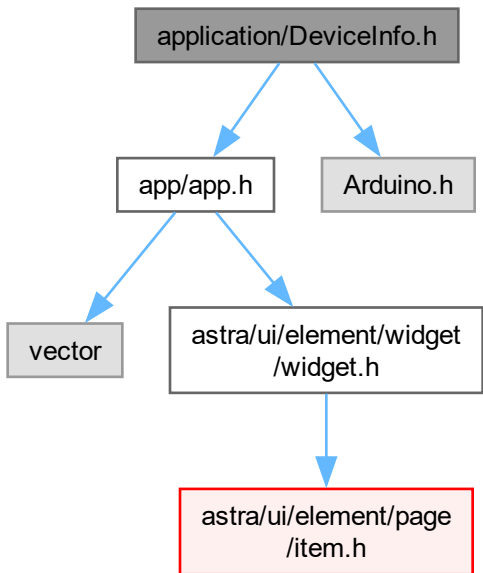 application/DeviceInfo.h
app/app.h
Arduino.h
vector
astra/ui/element/widget
/widget.h
astra/ui/element/page
/item.h